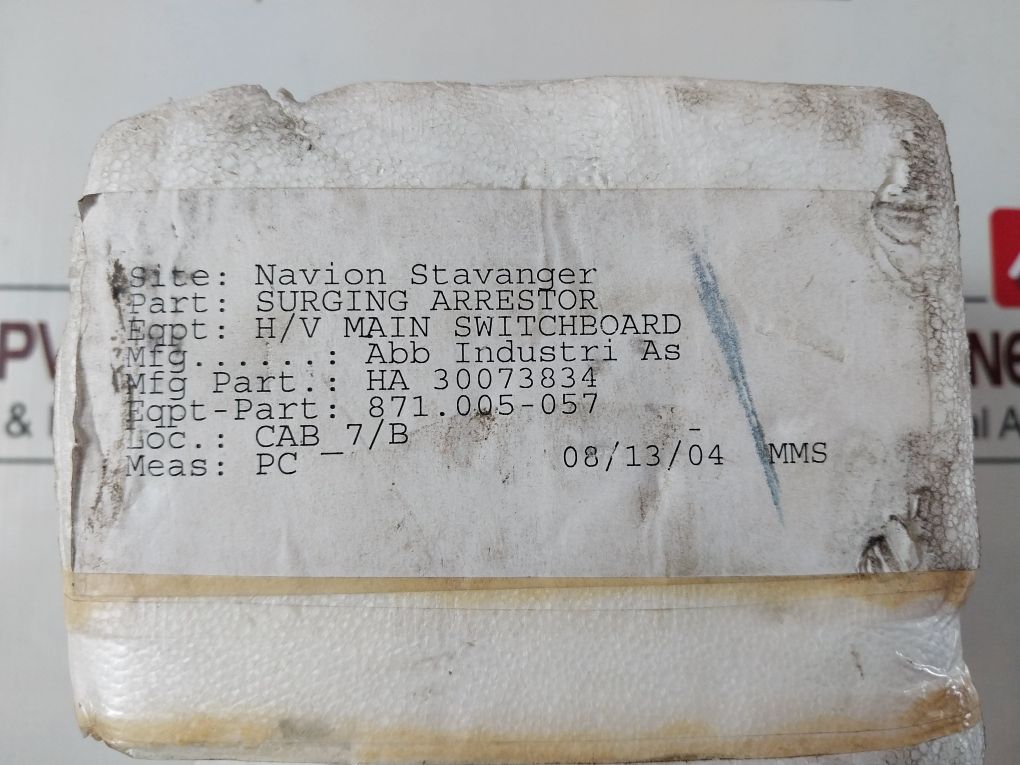 Site: Navion Stavanger
Part: SURGING ARRESTOR
Eqpt: H/V MAIN SWITCHBOARD
Mfg......: Abb Industri As
Mfg Part.: HA 30073834
Eqpt-Part: 871.005-057
Loc.: CAB_7/B
Meas: PC 08/13/04 MMS